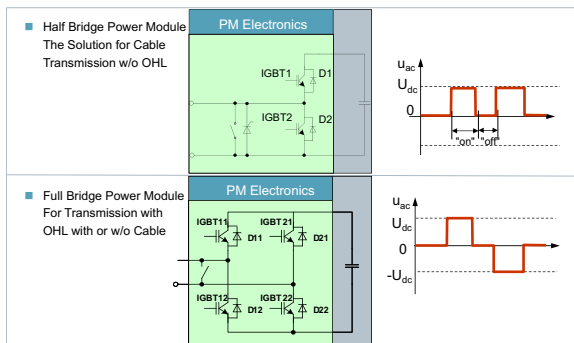 Half Bridge Power Module
The Solution for Cable
Transmission w/o OHL
PM Electronics
IGBT1
D1
IGBT2
D2
uac
Udc
0
"on"
"off"
Full Bridge Power Module
For Transmission with
OHL with or w/o Cable
PM Electronics
IGBT11
IGBT21
D11
D21
IGBT12
IGBT22
D12
D22
uac
Udc
0
-Udc